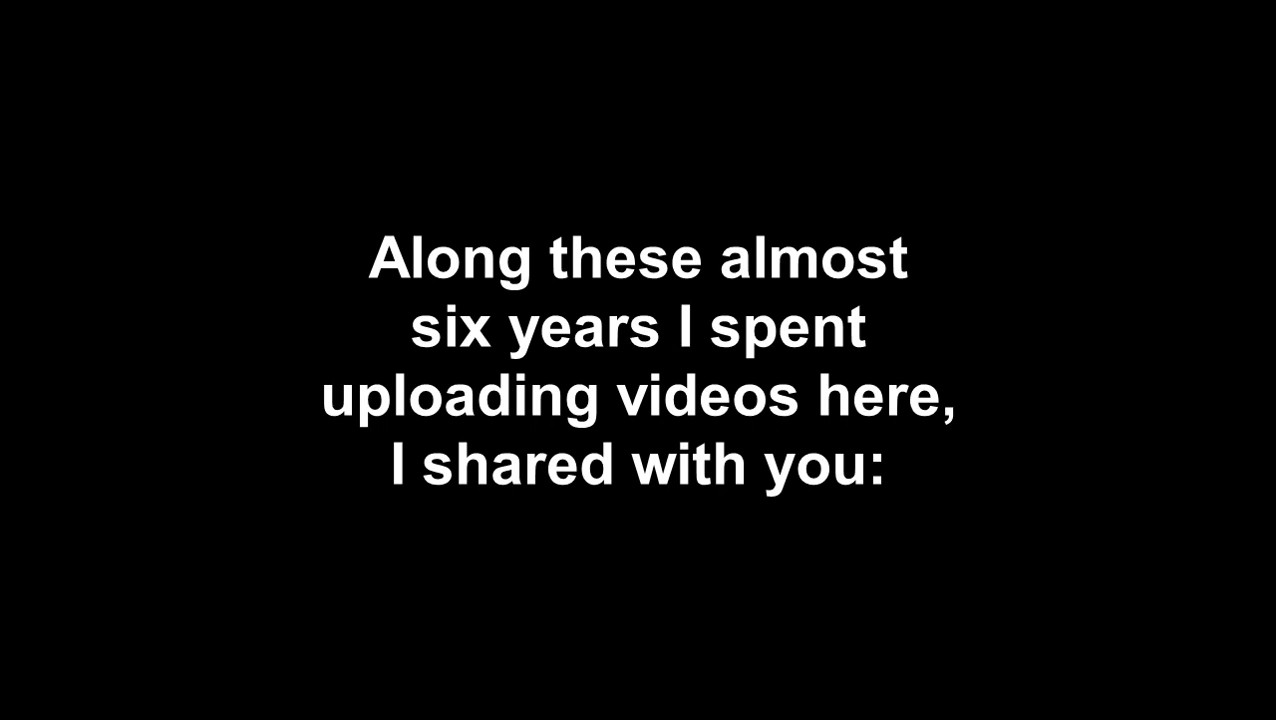 Along these almost
six years I spent
uploading videos here,
I shared with you: